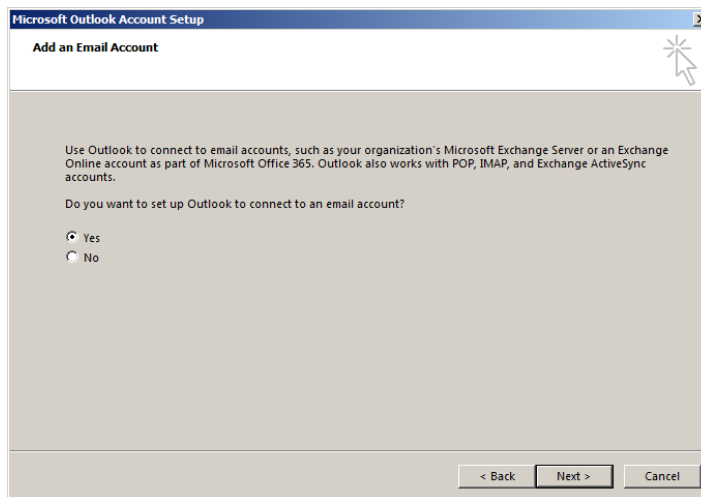 Microsoft Outlook Account Setup
Add an Email Account
Use Outlook to connect to email accounts, such as your organization's Microsoft Exchange Server or an Exchange
Online account as part of Microsoft Office 365. Outlook also works with POP, IMAP, and Exchange ActiveSync
accounts.
Do you want to set up Outlook to connect to an email account?
Yes
No
< Back Next > Cancel